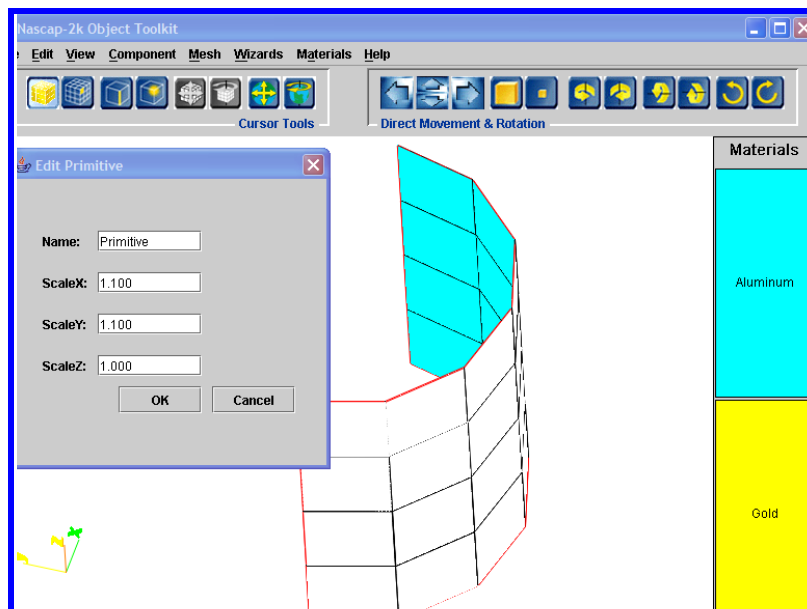 Nascap-2k Object Toolkit
Edit View Component Mesh Wizards Materials Help
Cursor Tools
Direct Movement & Rotation
Materials
Edit Primitive
Name: Primitive
ScaleX: 1.100
ScaleY: 1.100
ScaleZ: 1.000
OK Cancel
Aluminum
Gold